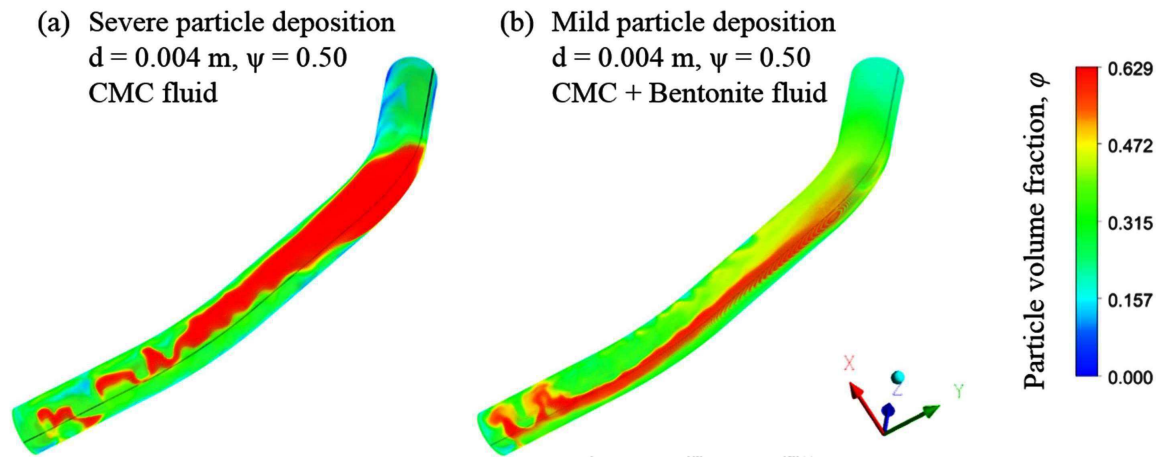 (a) Severe particle deposition
d = 0.004 m, ψ = 0.50
CMC fluid
(b) Mild particle deposition
d = 0.004 m, ψ = 0.50
CMC + Bentonite fluid
Particle volume fraction, φ
0.629
0.472
0.315
0.157
0.000
X
Z
Y